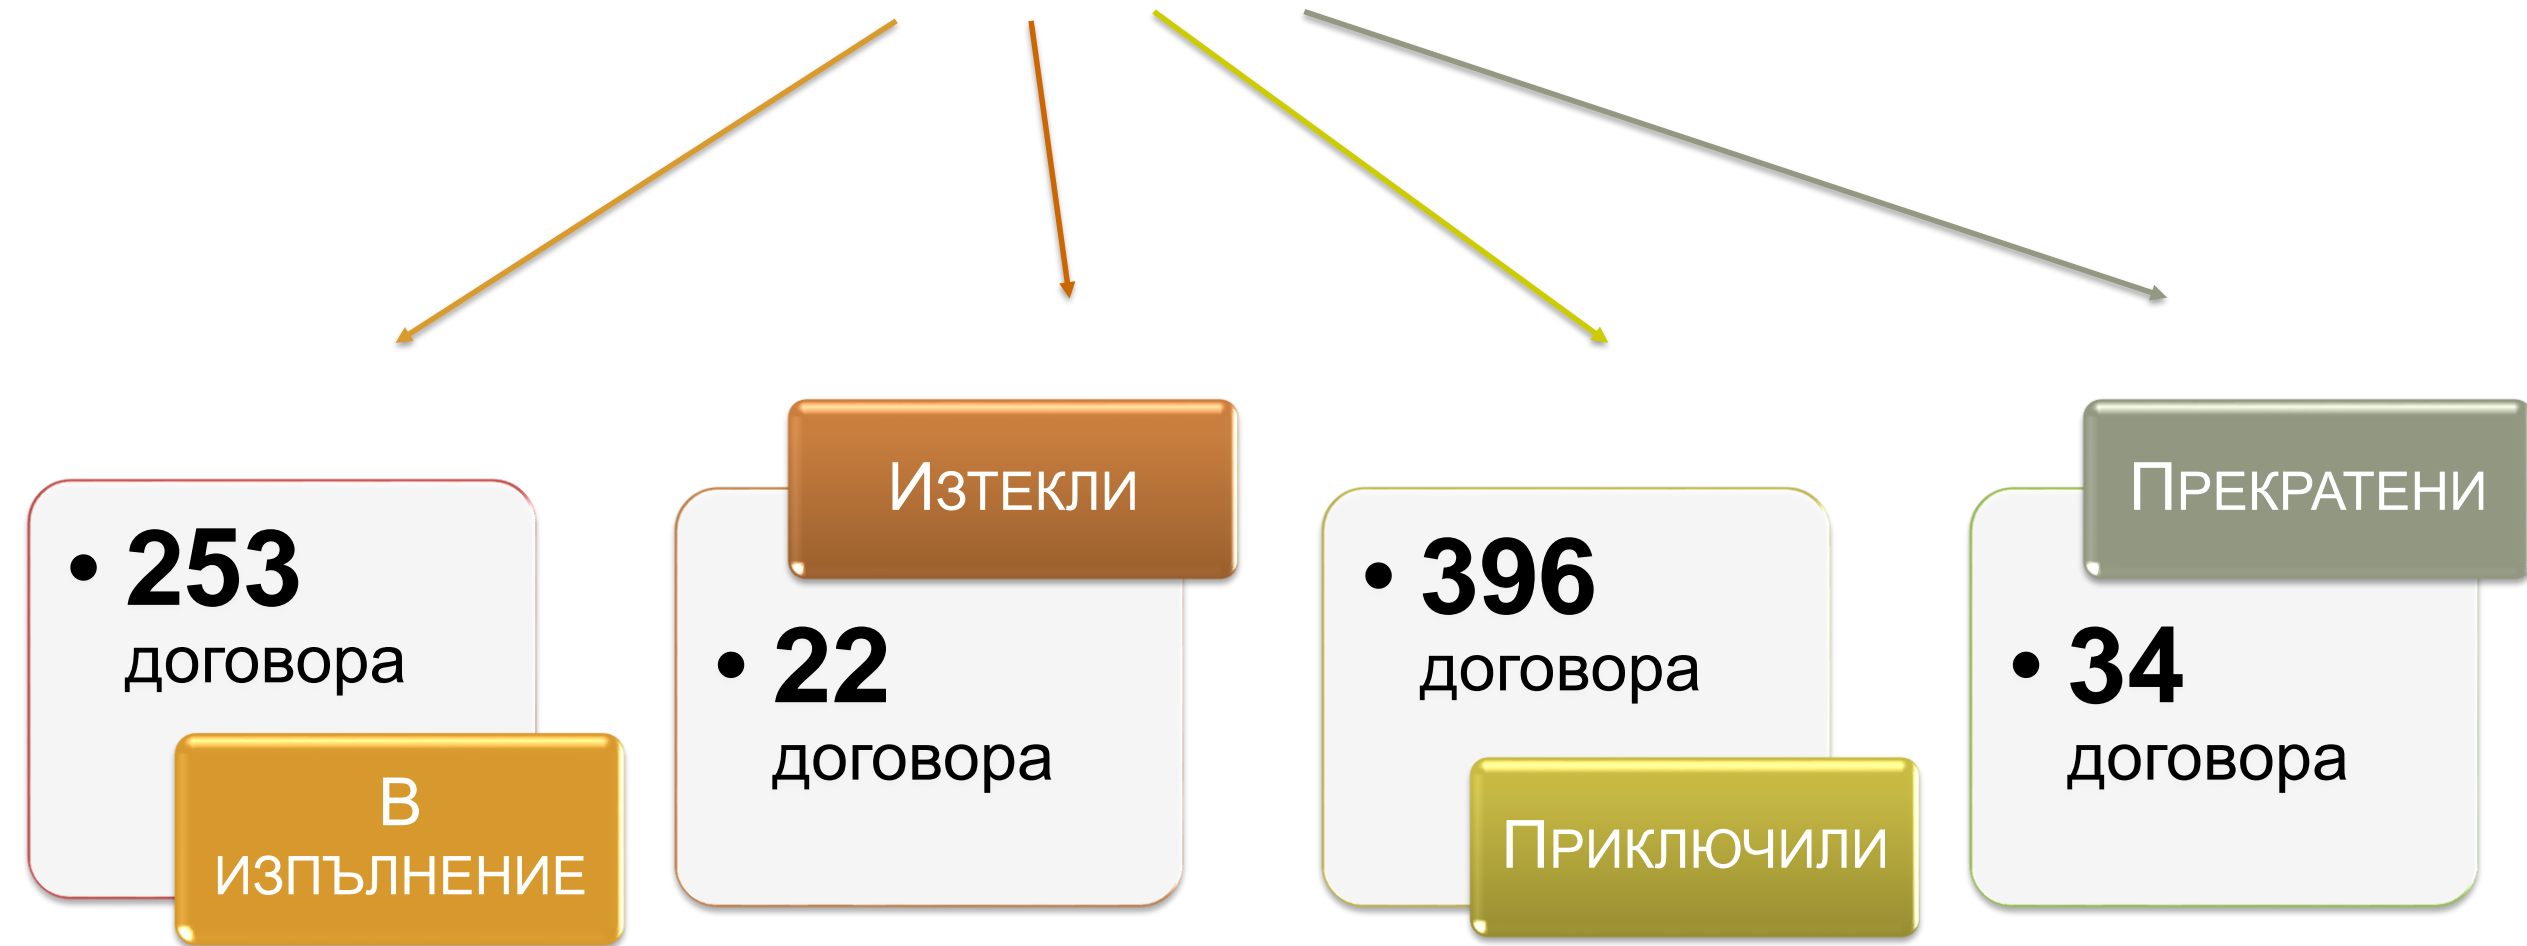 • 253
договора
В
изпълнение
Изтекли
• 22
договора
• 396
договора
Приключили
Прекратени
• 34
договора